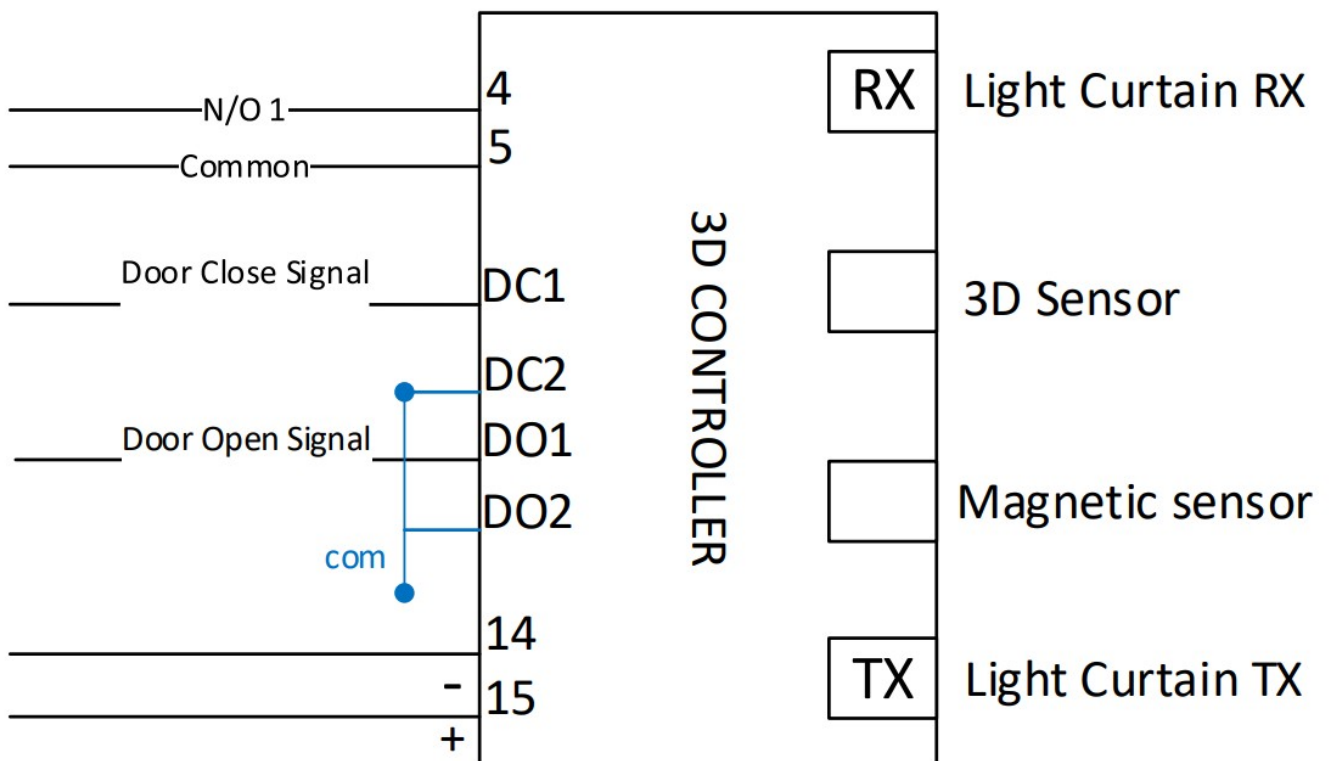 4
N/O 1
5
Common
Door Close Signal
DC1
DC2
Door Open Signal
DO1
DO2
com
14
-
15
+
3D CONTROLLER
RX
Light Curtain RX
3D Sensor
Magnetic sensor
TX
Light Curtain TX